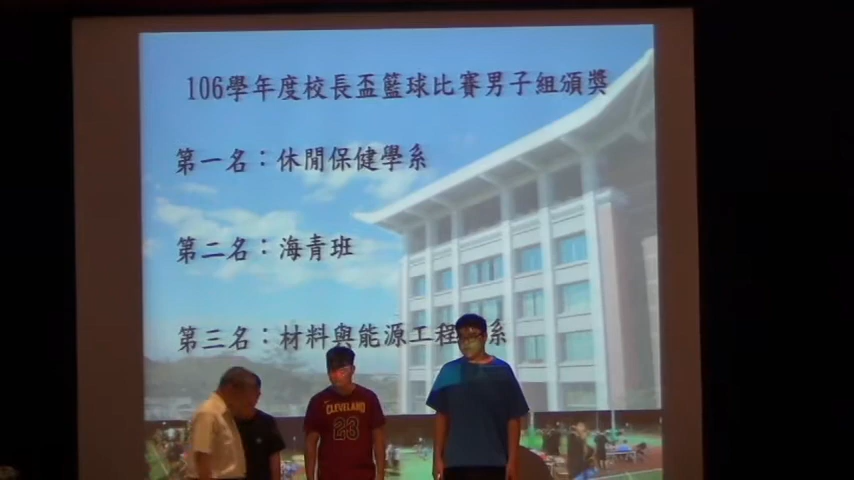 106學年度校長盃籃球比賽男子組頒獎
第一名：休閒保健學系
第二名：海青班
第三名：材料與能源工程
系
CLEVELAND
23